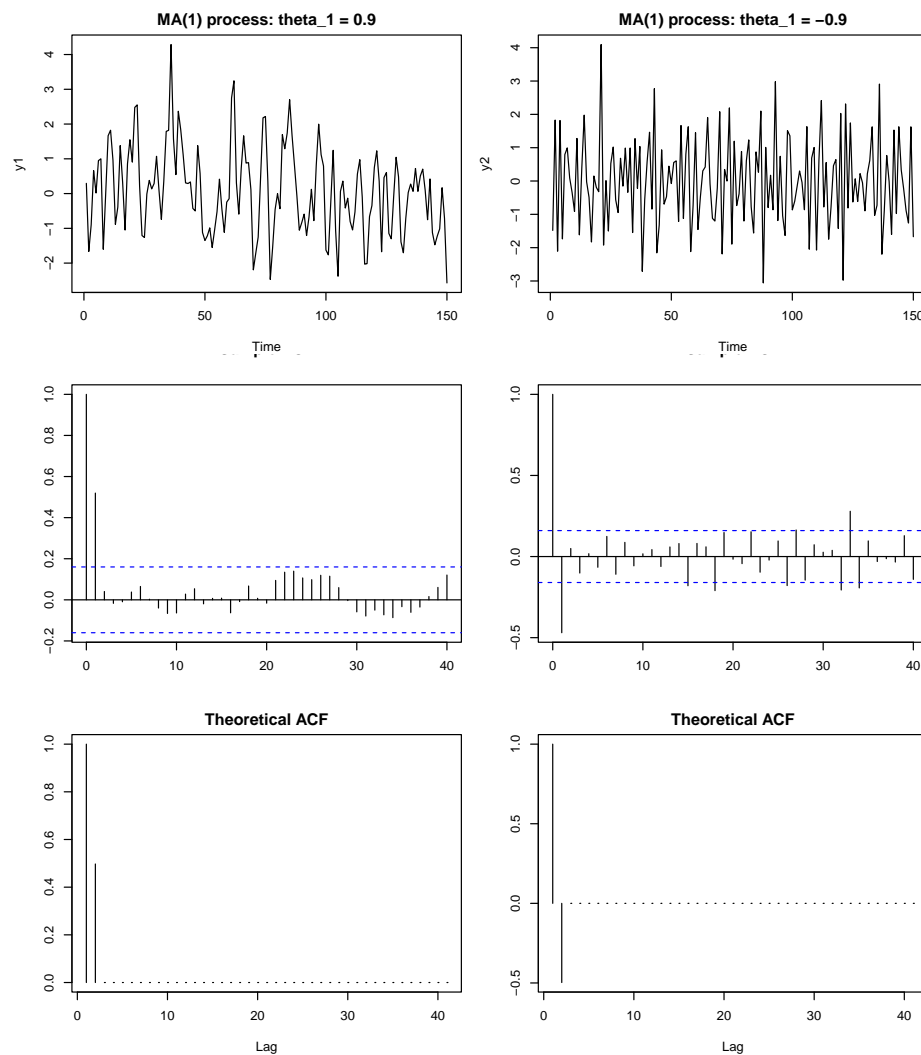 MA(1) process: theta_1 = 0.9
y1
−2 −1 0 1 2 3 4
0 50 100 150
Time
MA(1) process: theta_1 = −0.9
y2
−3 −2 −1 0 1 2 3 4
0 50 100 150
Time
−0.2 0.0 0.2 0.4 0.6 0.8 1.0
0 10 20 30 40
−0.5 0.0 0.5 1.0
0 10 20 30 40
Theoretical ACF
0.0 0.2 0.4 0.6 0.8 1.0
0 10 20 30 40
Lag
Theoretical ACF
−0.5 0.0 0.5 1.0
0 10 20 30 40
Lag